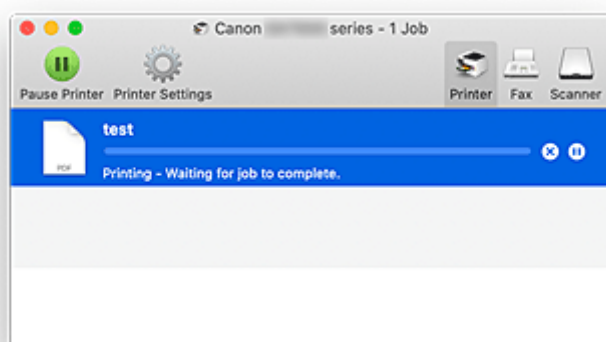 Canon series - 1 Job
Pause Printer Printer Settings Printer Fax Scanner
test
PDF
Printing - Waiting for job to complete.